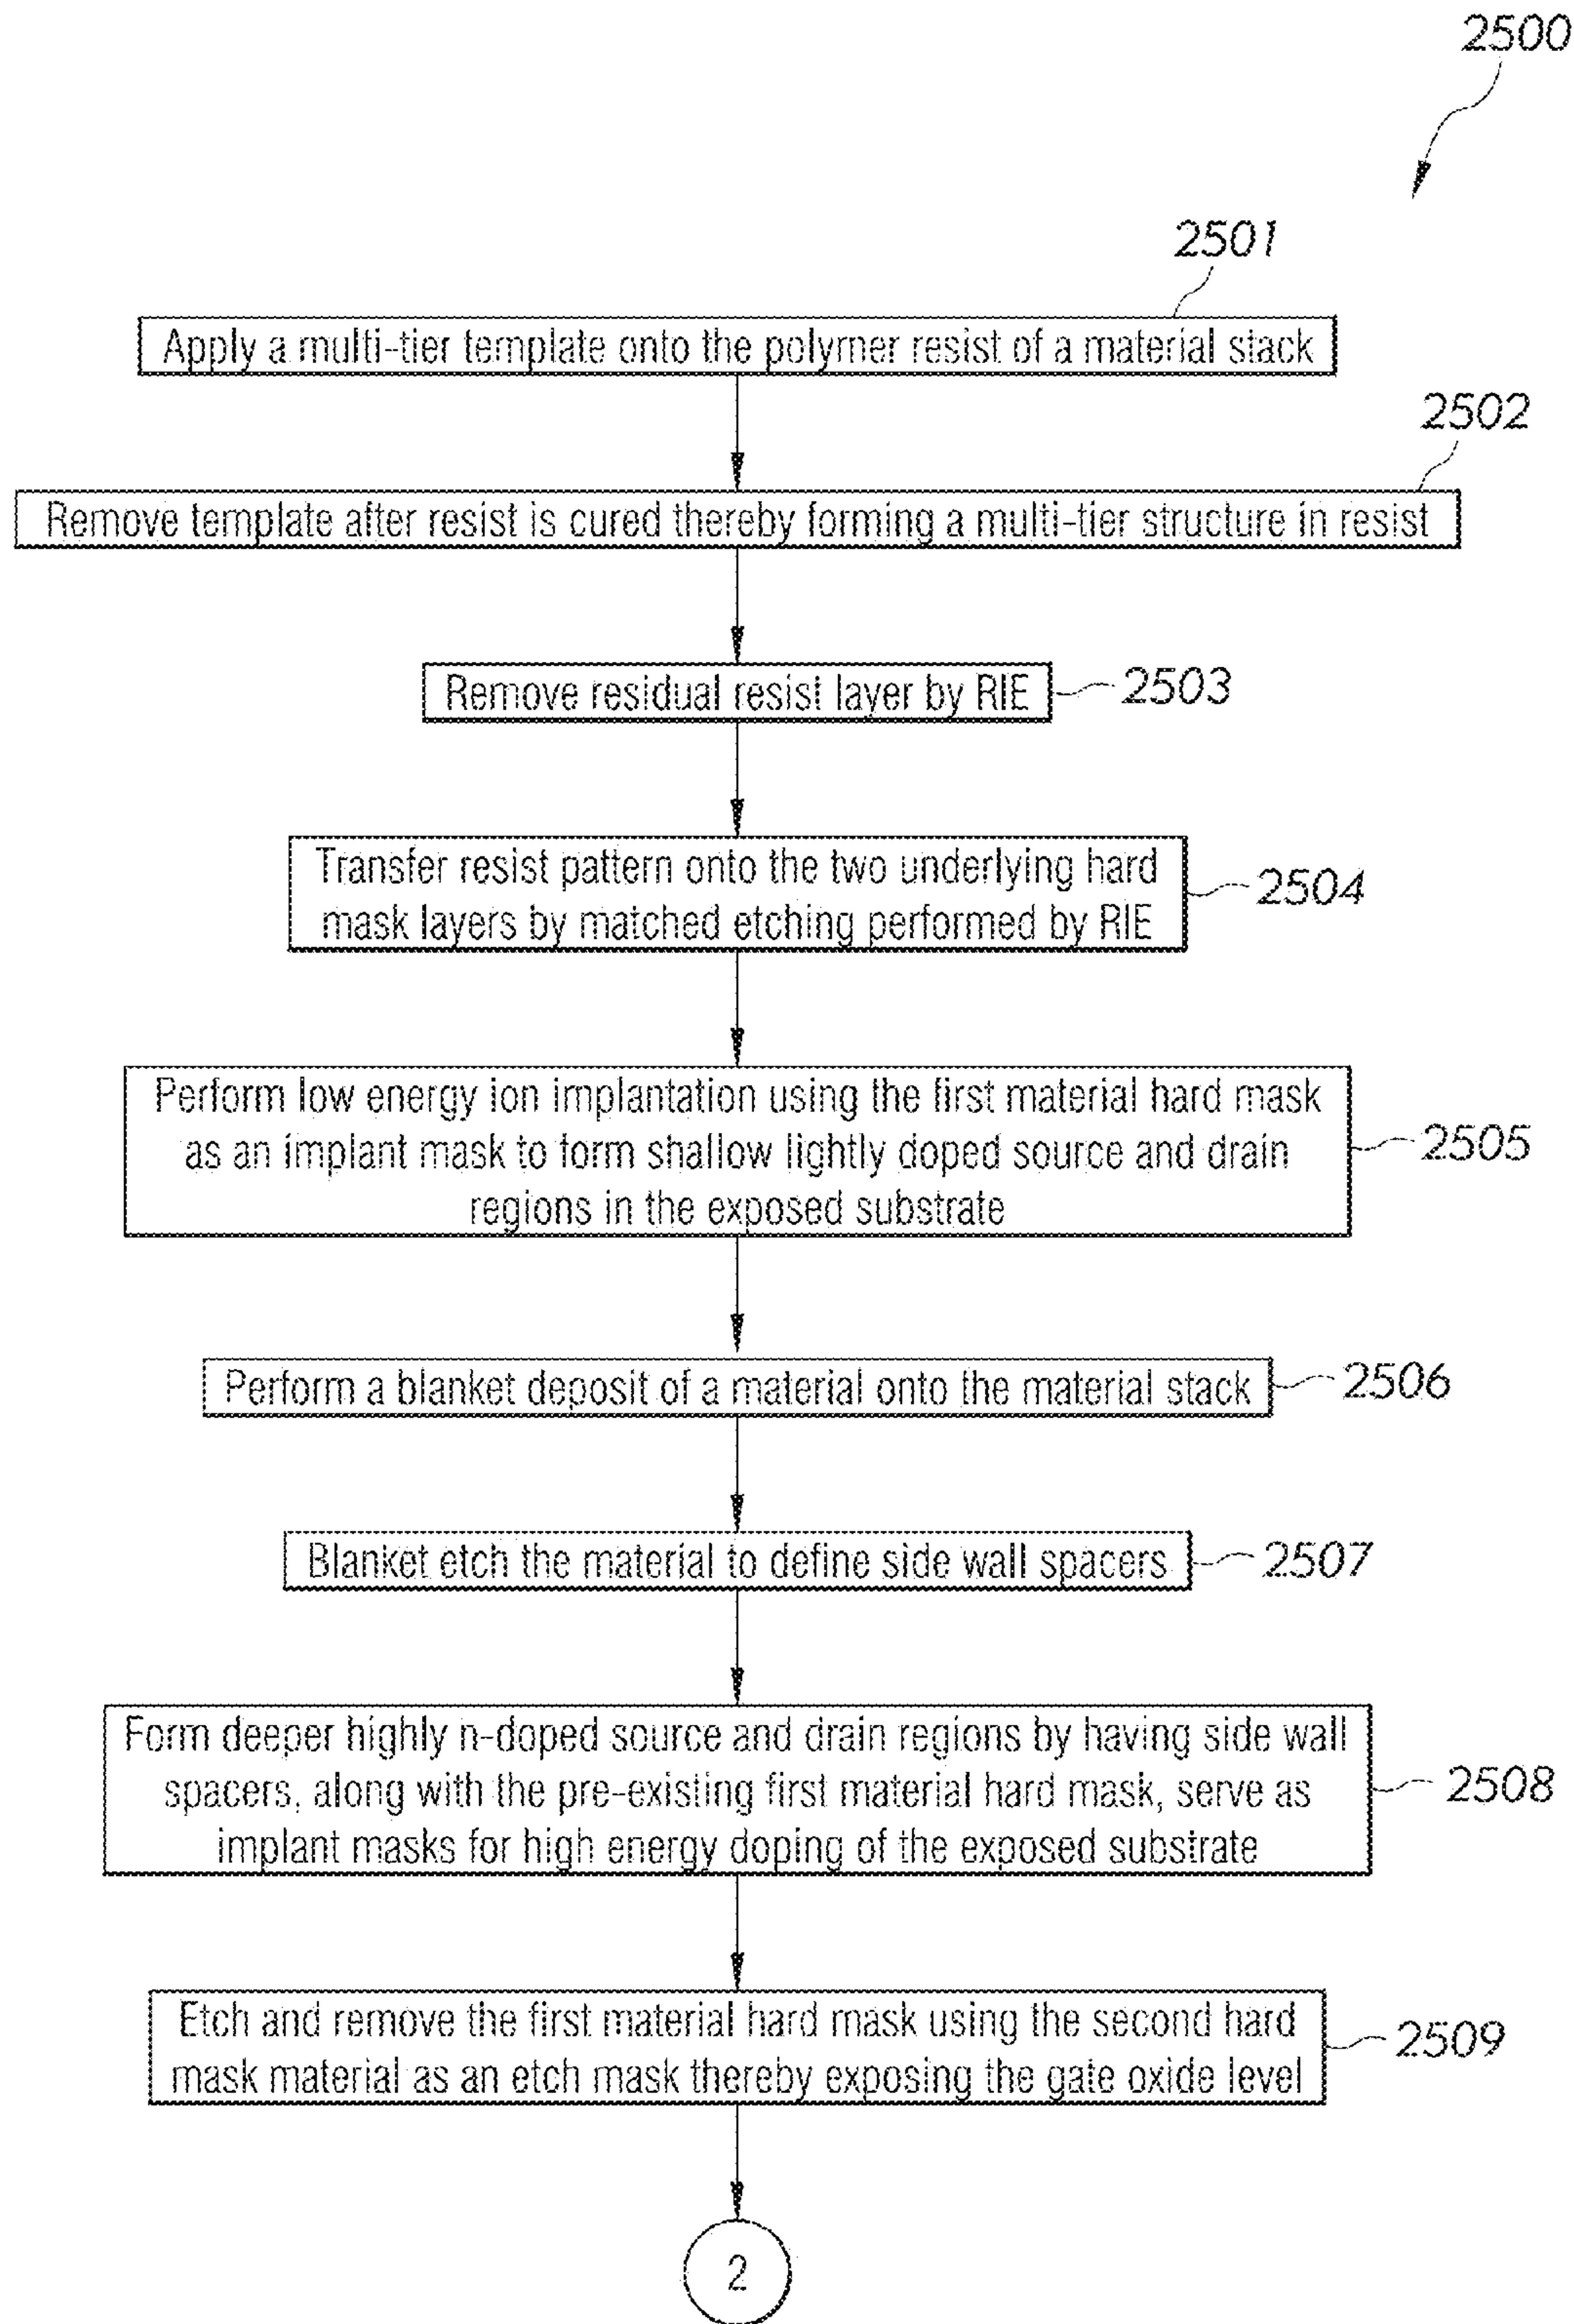 2500
2501
Apply a multi-tier template onto the polymer resist of a material stack
2502
Remove template after resist is cured thereby forming a multi-tier structure in resist
Remove residual resist layer by RIE
2503
Transfer resist pattern onto the two underlying hard
mask layers by matched etching performed by RIE
2504
Perform low energy ion implantation using the first material hard mask
as an implant mask to form shallow lightly doped source and drain
regions in the exposed substrate
2505
Perform a blanket deposit of a material onto the material stack
2506
Blanket etch the material to define side wall spacers
2507
Form deeper highly n-doped source and drain regions by having side wall
spacers, along with the pre-existing first material hard mask, serve as
implant masks for high energy doping of the exposed substrate
2508
Etch and remove the first material hard mask using the second hard
mask material as an etch mask thereby exposing the gate oxide level
2509
2